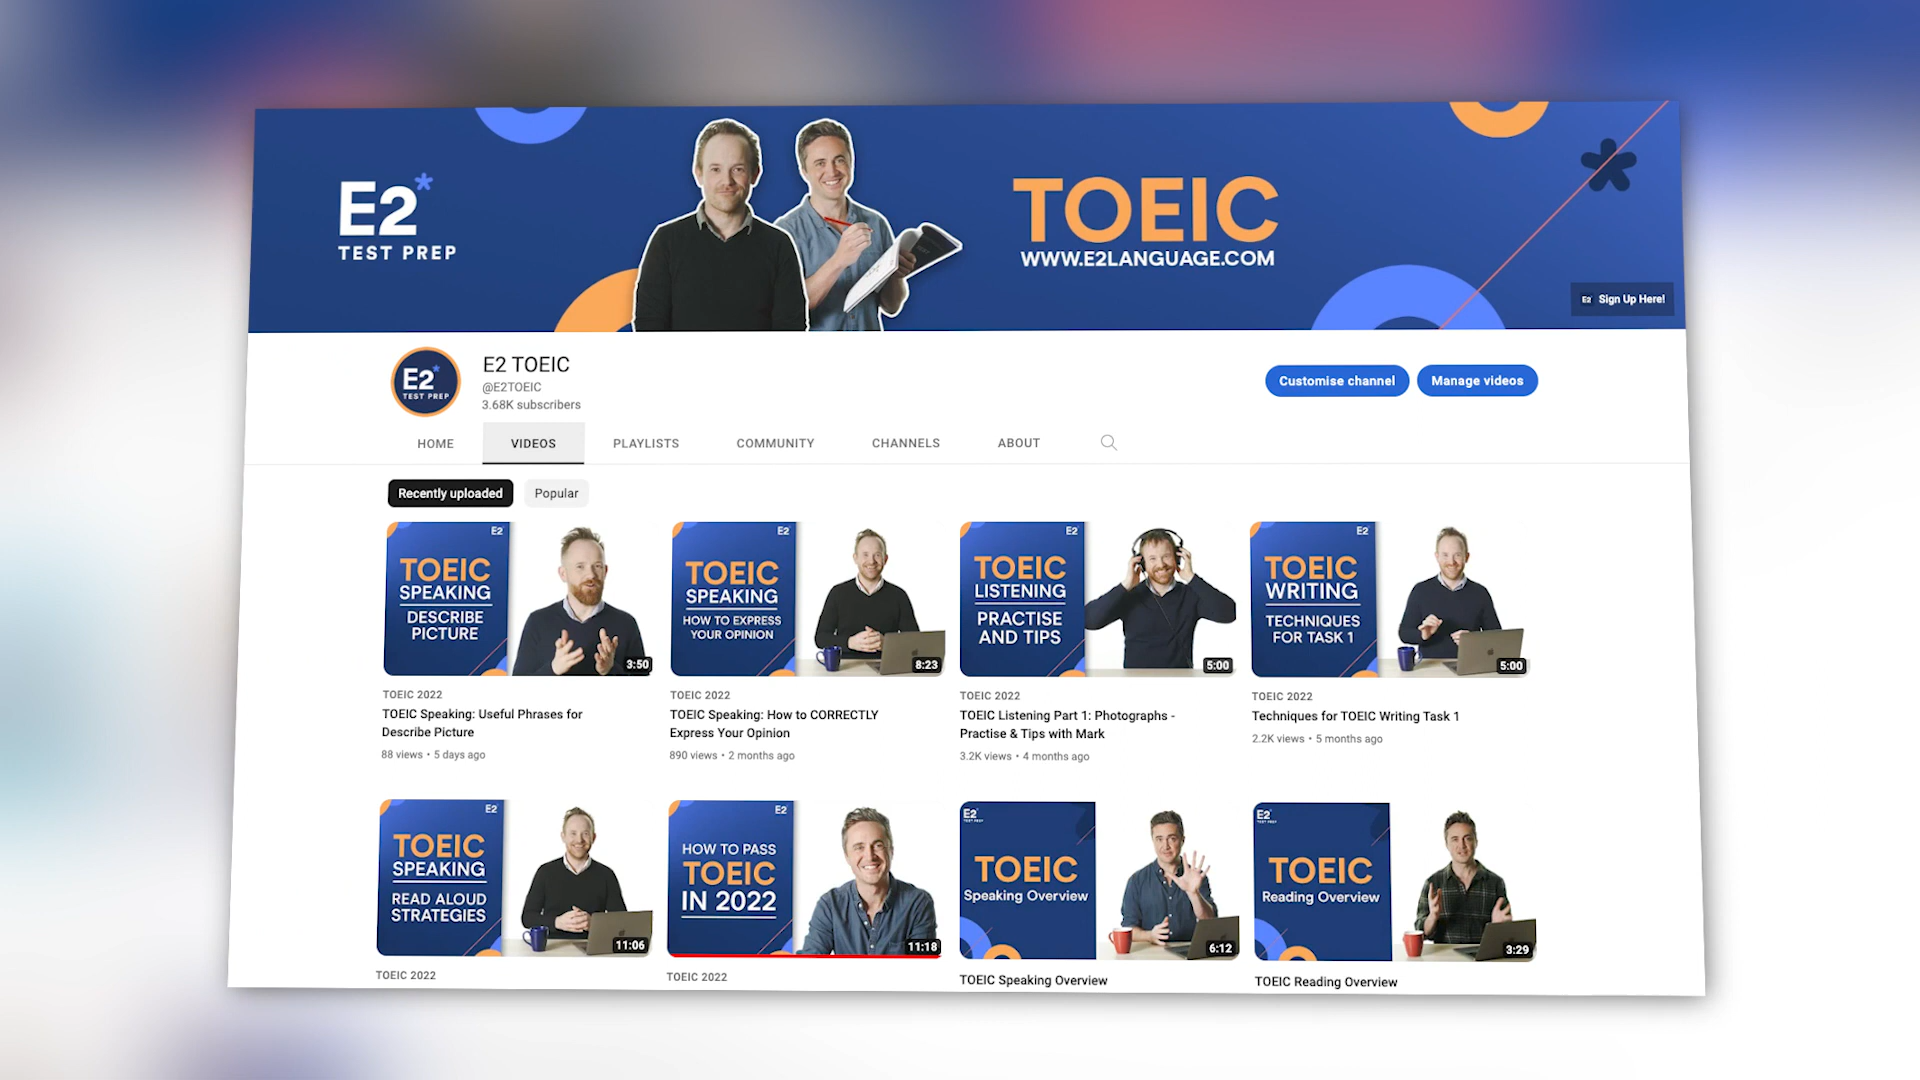 E2*
TEST PREP
TOEIC
WWW.E2LANGUAGE.COM
E2 Sign Up Here!
E2*
TEST PREP
E2 TOEIC
@E2TOEIC
3.68K subscribers
Customise channel
Manage videos
HOME
VIDEOS
PLAYLISTS
COMMUNITY
CHANNELS
ABOUT
Recently uploaded
Popular
E2
TOEIC
SPEAKING
DESCRIBE
PICTURE
3:50
TOEIC 2022
TOEIC Speaking: Useful Phrases for
Describe Picture
88 views • 5 days ago
E2
TOEIC
SPEAKING
HOW TO EXPRESS
YOUR OPINION
8:23
TOEIC 2022
TOEIC Speaking: How to CORRECTLY
Express Your Opinion
890 views • 2 months ago
E2
TOEIC
LISTENING
PRACTISE
AND TIPS
5:00
TOEIC 2022
TOEIC Listening Part 1: Photographs -
Practise & Tips with Mark
3.2K views • 4 months ago
E2
TOEIC
WRITING
TECHNIQUES
FOR TASK 1
5:00
TOEIC 2022
Techniques for TOEIC Writing Task 1
2.2K views • 5 months ago
E2
TOEIC
SPEAKING
READ ALOUD
STRATEGIES
11:06
TOEIC 2022
E2
HOW TO PASS
TOEIC
IN 2022
11:18
TOEIC 2022
E2
TEST PREP
TOEIC
Speaking Overview
6:12
TOEIC Speaking Overview
E2
TEST PREP
TOEIC
Reading Overview
3:29
TOEIC Reading Overview